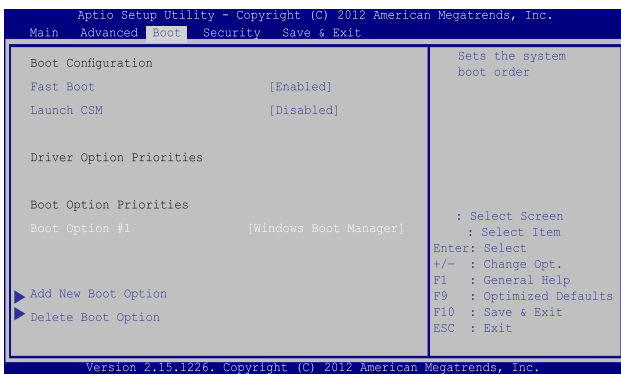 Aptio Setup Utility - Copyright (C) 2012 American Megatrends, Inc.
Main Advanced Boot Security Save & Exit
Boot Configuration
Fast Boot [Enabled]
Launch CSM [Disabled]
Driver Option Priorities
Boot Option Priorities
Boot Option #1 [Windows Boot Manager]
Add New Boot Option
Delete Boot Option
Sets the system
boot order
: Select Screen
: Select Item
Enter: Select
+/— : Change Opt.
F1 : General Help
F9 : Optimized Defaults
F10 : Save & Exit
ESC : Exit
Version 2.15.1226. Copyright (C) 2012 American Megatrends, Inc.